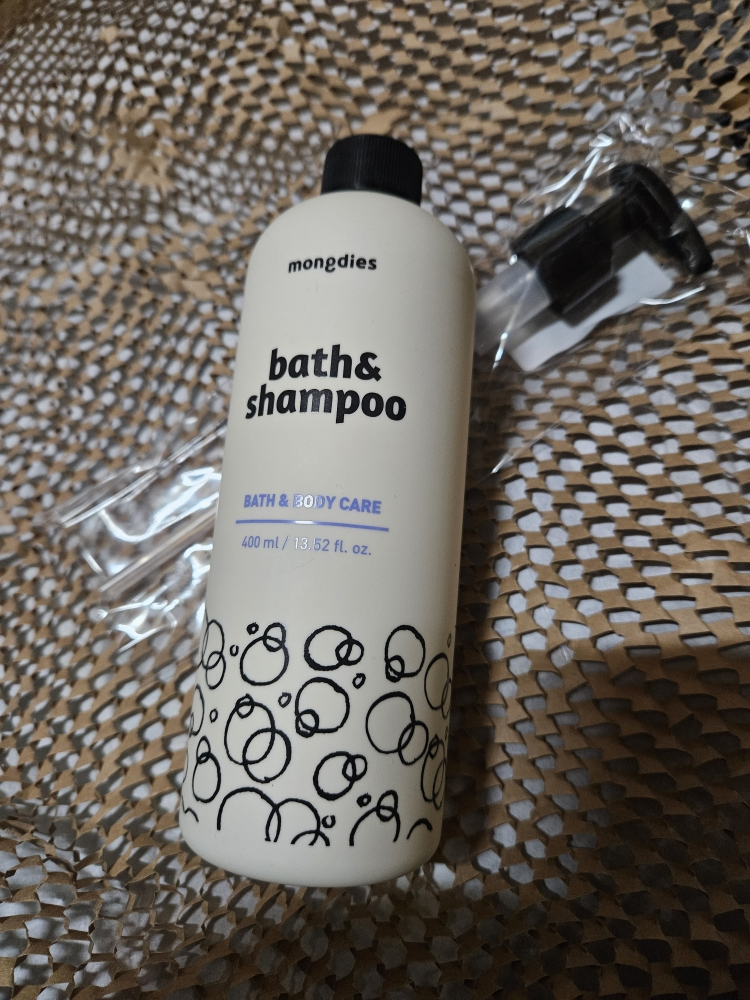 mongdies
bath&
shampoo
BATH & BODY CARE
400 ml / 13.52 fl. oz.